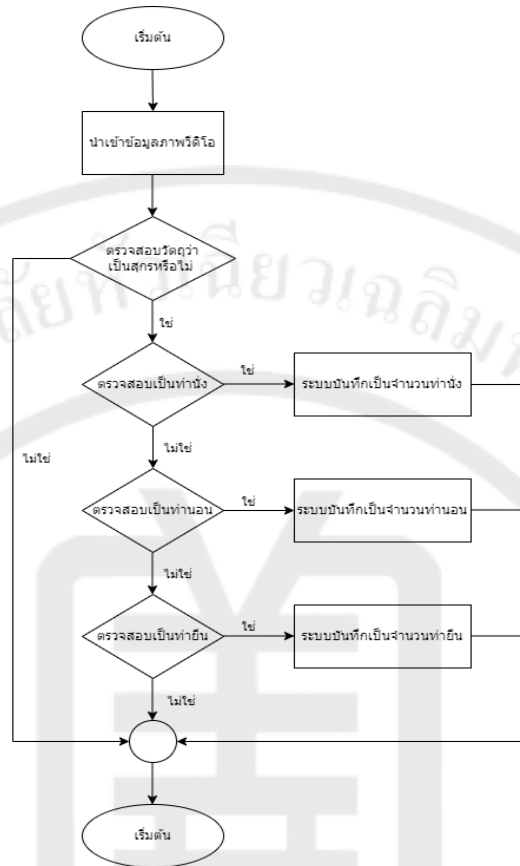 เริ่มต้น
นำเข้าข้อมูลภาพวีดิโอ
ตรวจสอบวัตถุว่า
เป็นสุกรหรือไม่
ใช่
ตรวจสอบเป็นท่านั่ง
ใช่
ระบบบันทึกเป็นจำนวนท่านั่ง
ไม่ใช่
ไม่ใช่
ตรวจสอบเป็นท่านอน
ใช่
ระบบบันทึกเป็นจำนวนท่านอน
ไม่ใช่
ตรวจสอบเป็นท่ายืน
ใช่
ระบบบันทึกเป็นจำนวนท่ายืน
ไม่ใช่
เริ่มต้น